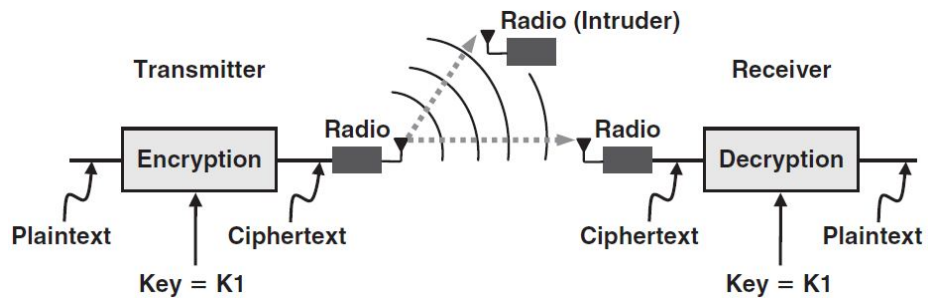 Radio (Intruder)
Transmitter
Receiver
Radio
Radio
Encryption
Decryption
Plaintext
Ciphertext
Ciphertext
Plaintext
Key = K1
Key = K1